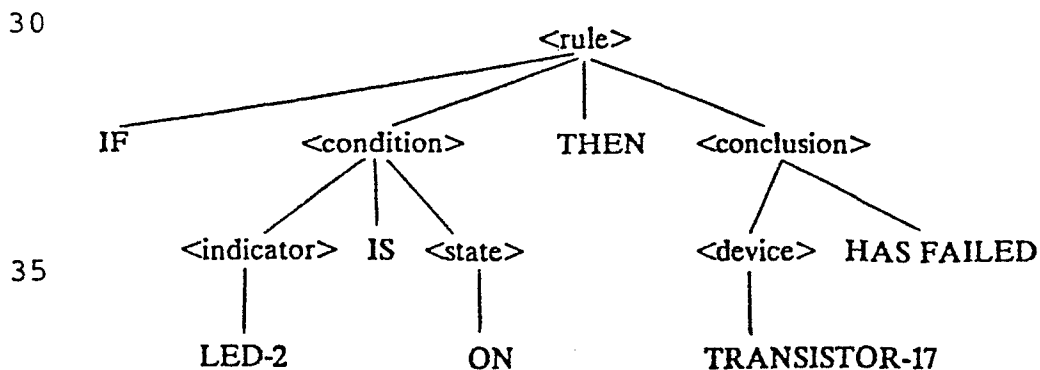 30
<rule>
IF <condition> THEN <conclusion>
<indicator> IS <state> <device> HAS FAILED
35
LED-2 ON TRANSISTOR-17